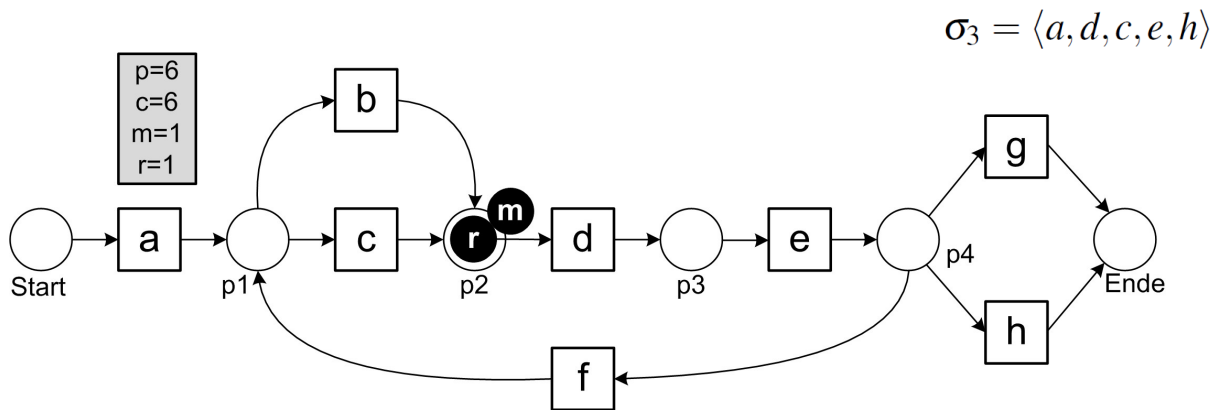 σ₃ = ⟨a,d,c,e,h⟩
p=6
c=6
m=1
r=1
b
g
m
a
c
r
d
e
p4
Start
p1
p2
p3
Ende
h
f